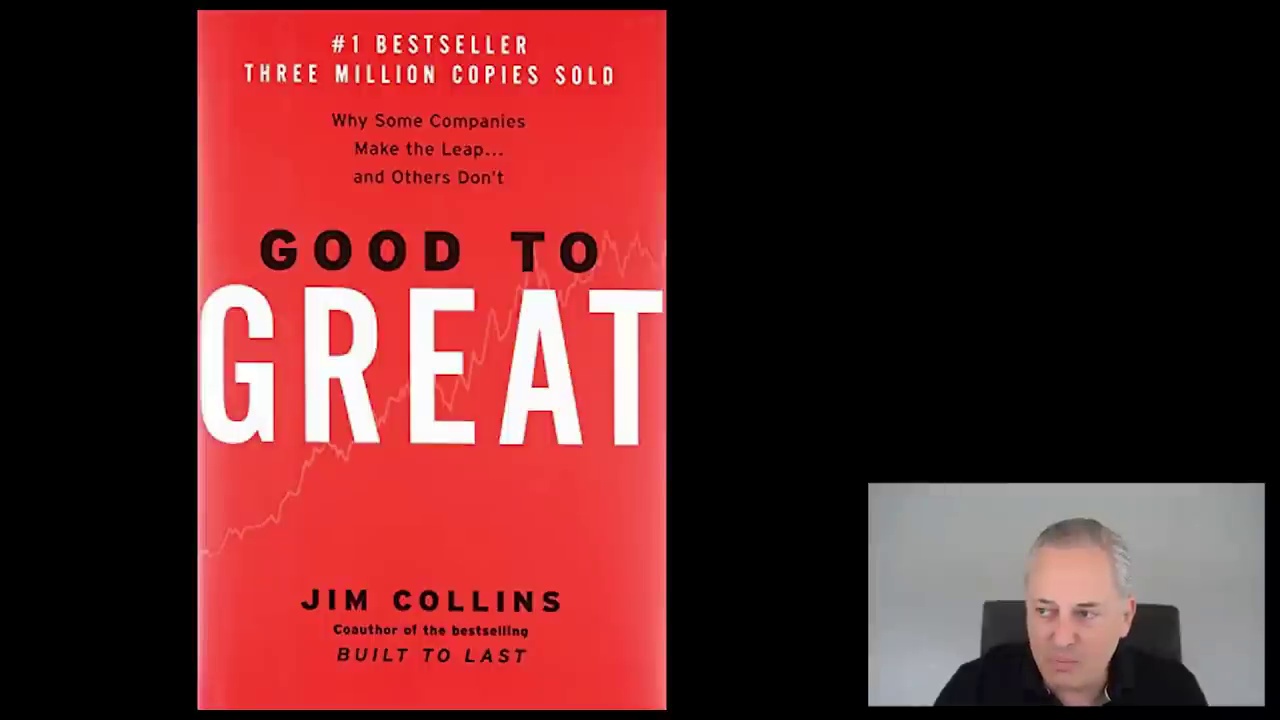 #1 BESTSELLER
THREE MILLION COPIES SOLD
Why Some Companies
Make the Leap...
and Others Don't
GOOD TO
GREAT
JIM COLLINS
Coauthor of the bestselling
BUILT TO LAST